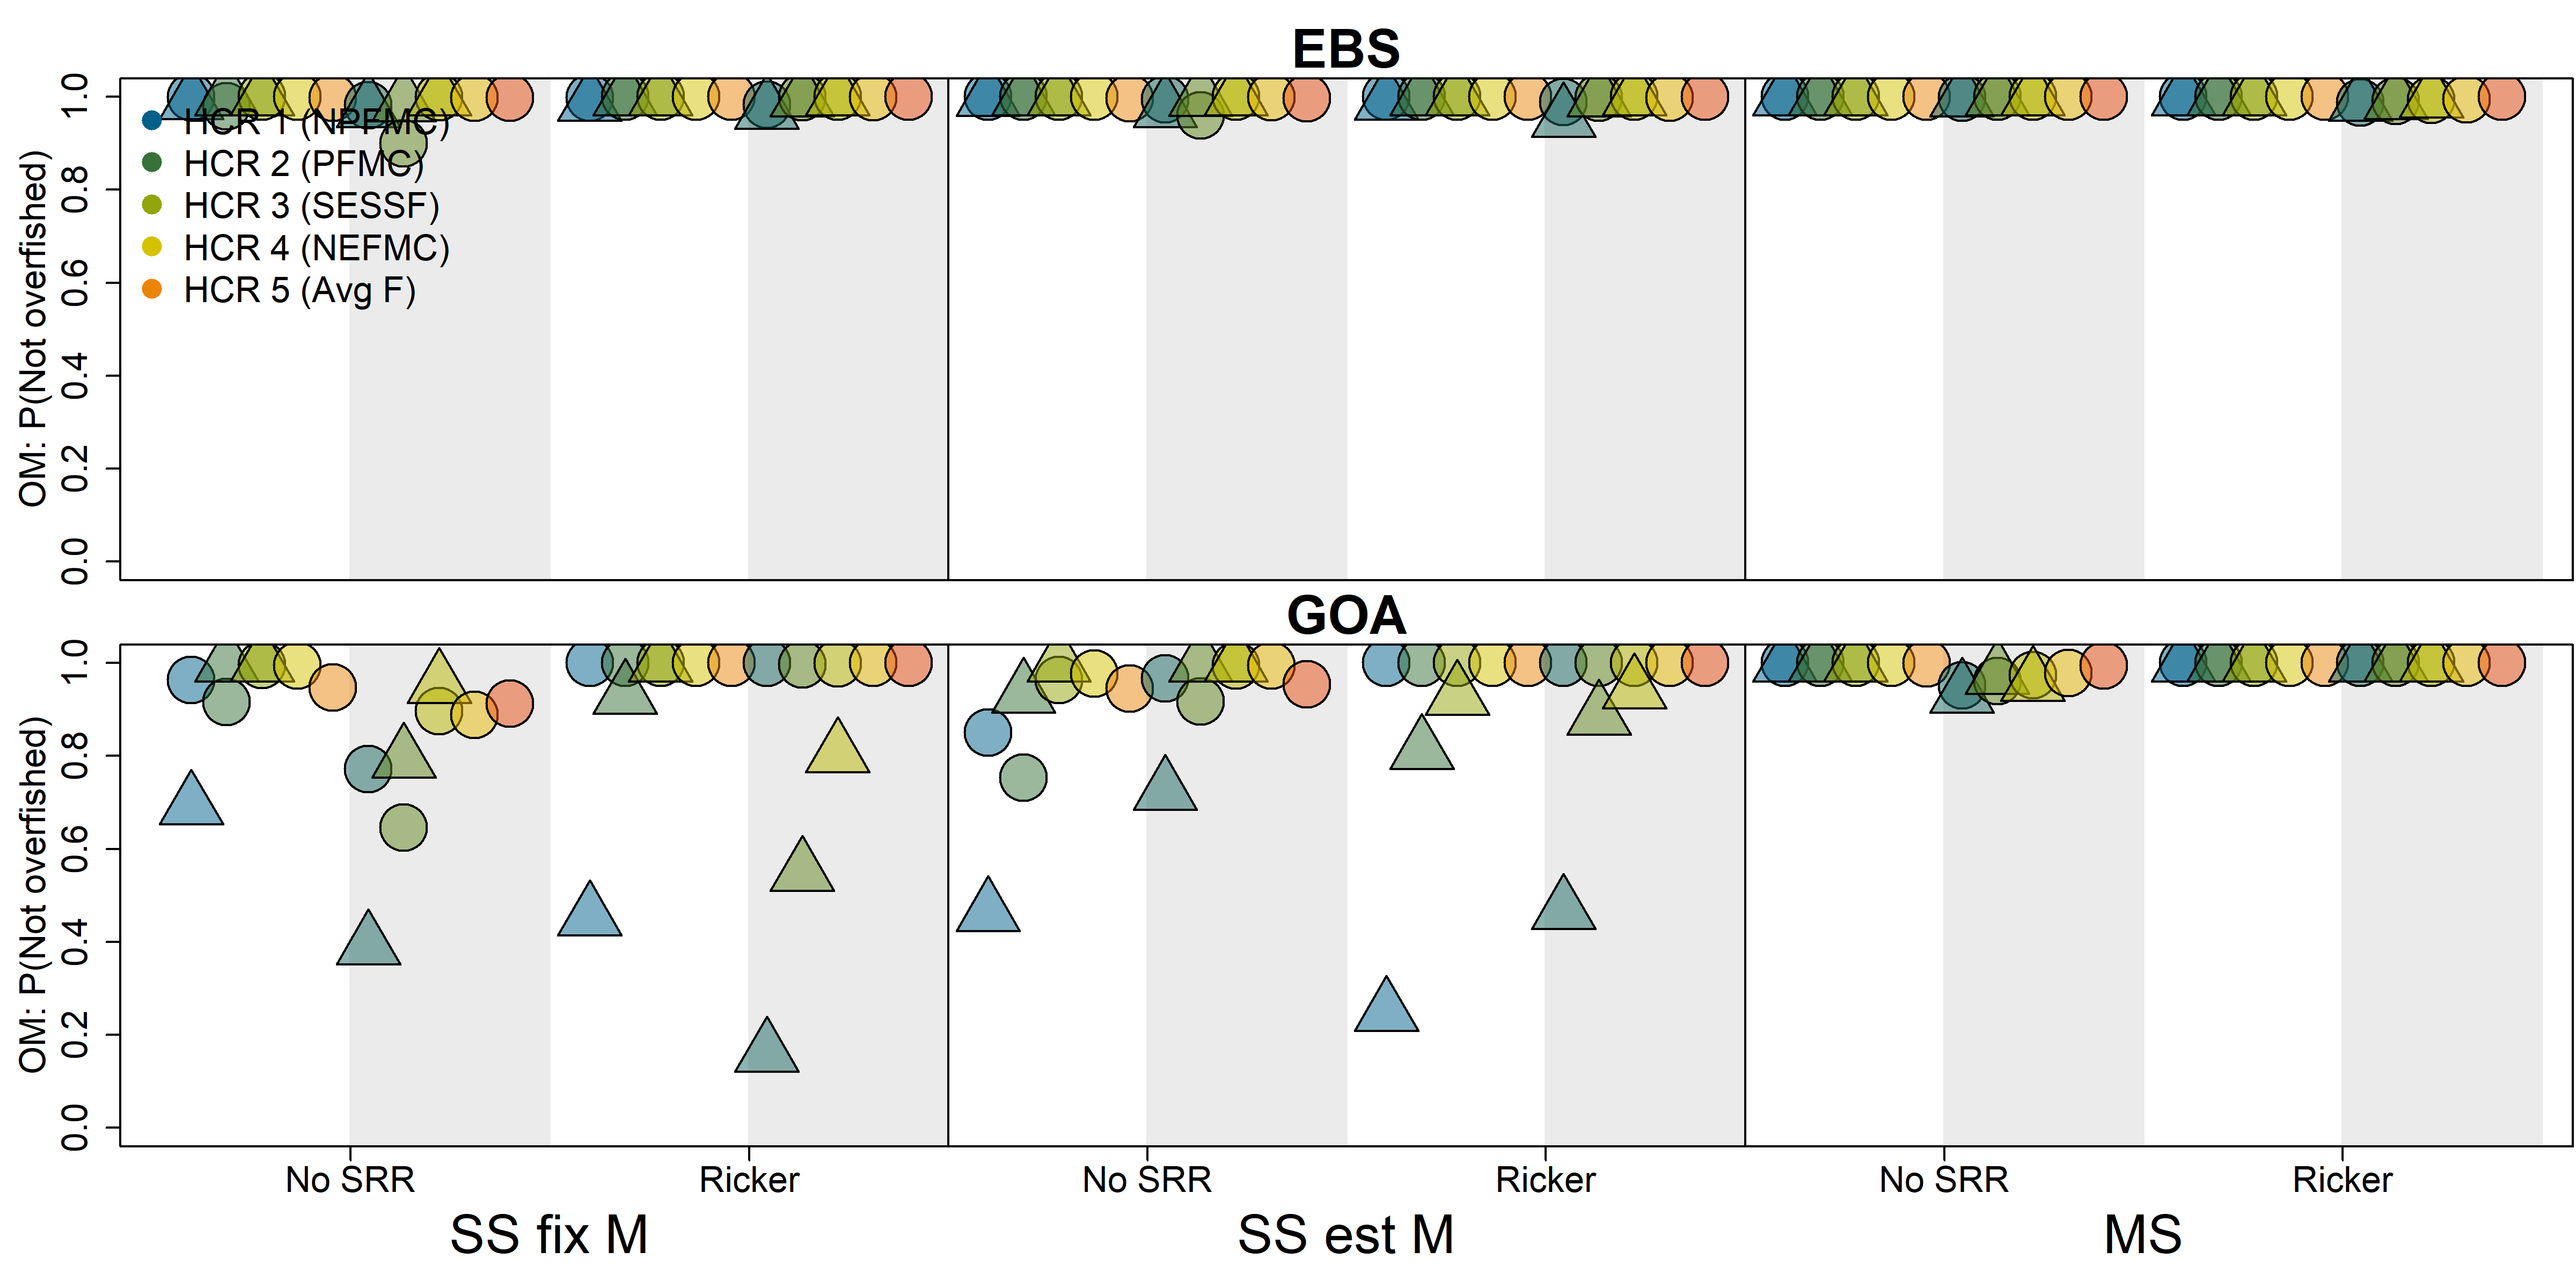 EBS
OM: P(Not overfished)
1.0
0.8
0.6
0.4
0.2
0.0
HCR 1 (NPFMC)
HCR 2 (PFMC)
HCR 3 (SESSF)
HCR 4 (NEFMC)
HCR 5 (Avg F)
GOA
OM: P(Not overfished)
1.0
0.8
0.6
0.4
0.2
0.0
No SRR Ricker No SRR Ricker No SRR Ricker
SS fix M SS est M MS